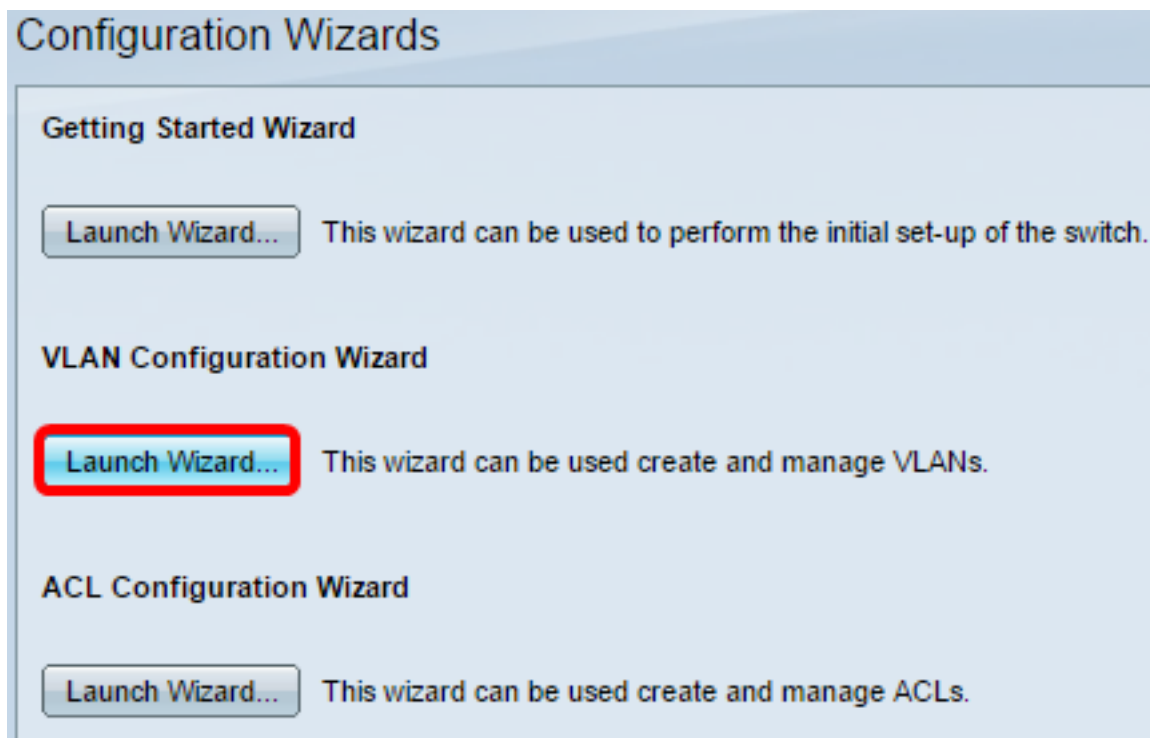 Configuration Wizards
Getting Started Wizard
Launch Wizard... This wizard can be used to perform the initial set-up of the switch.
VLAN Configuration Wizard
Launch Wizard... This wizard can be used create and manage VLANs.
ACL Configuration Wizard
Launch Wizard... This wizard can be used create and manage ACLs.